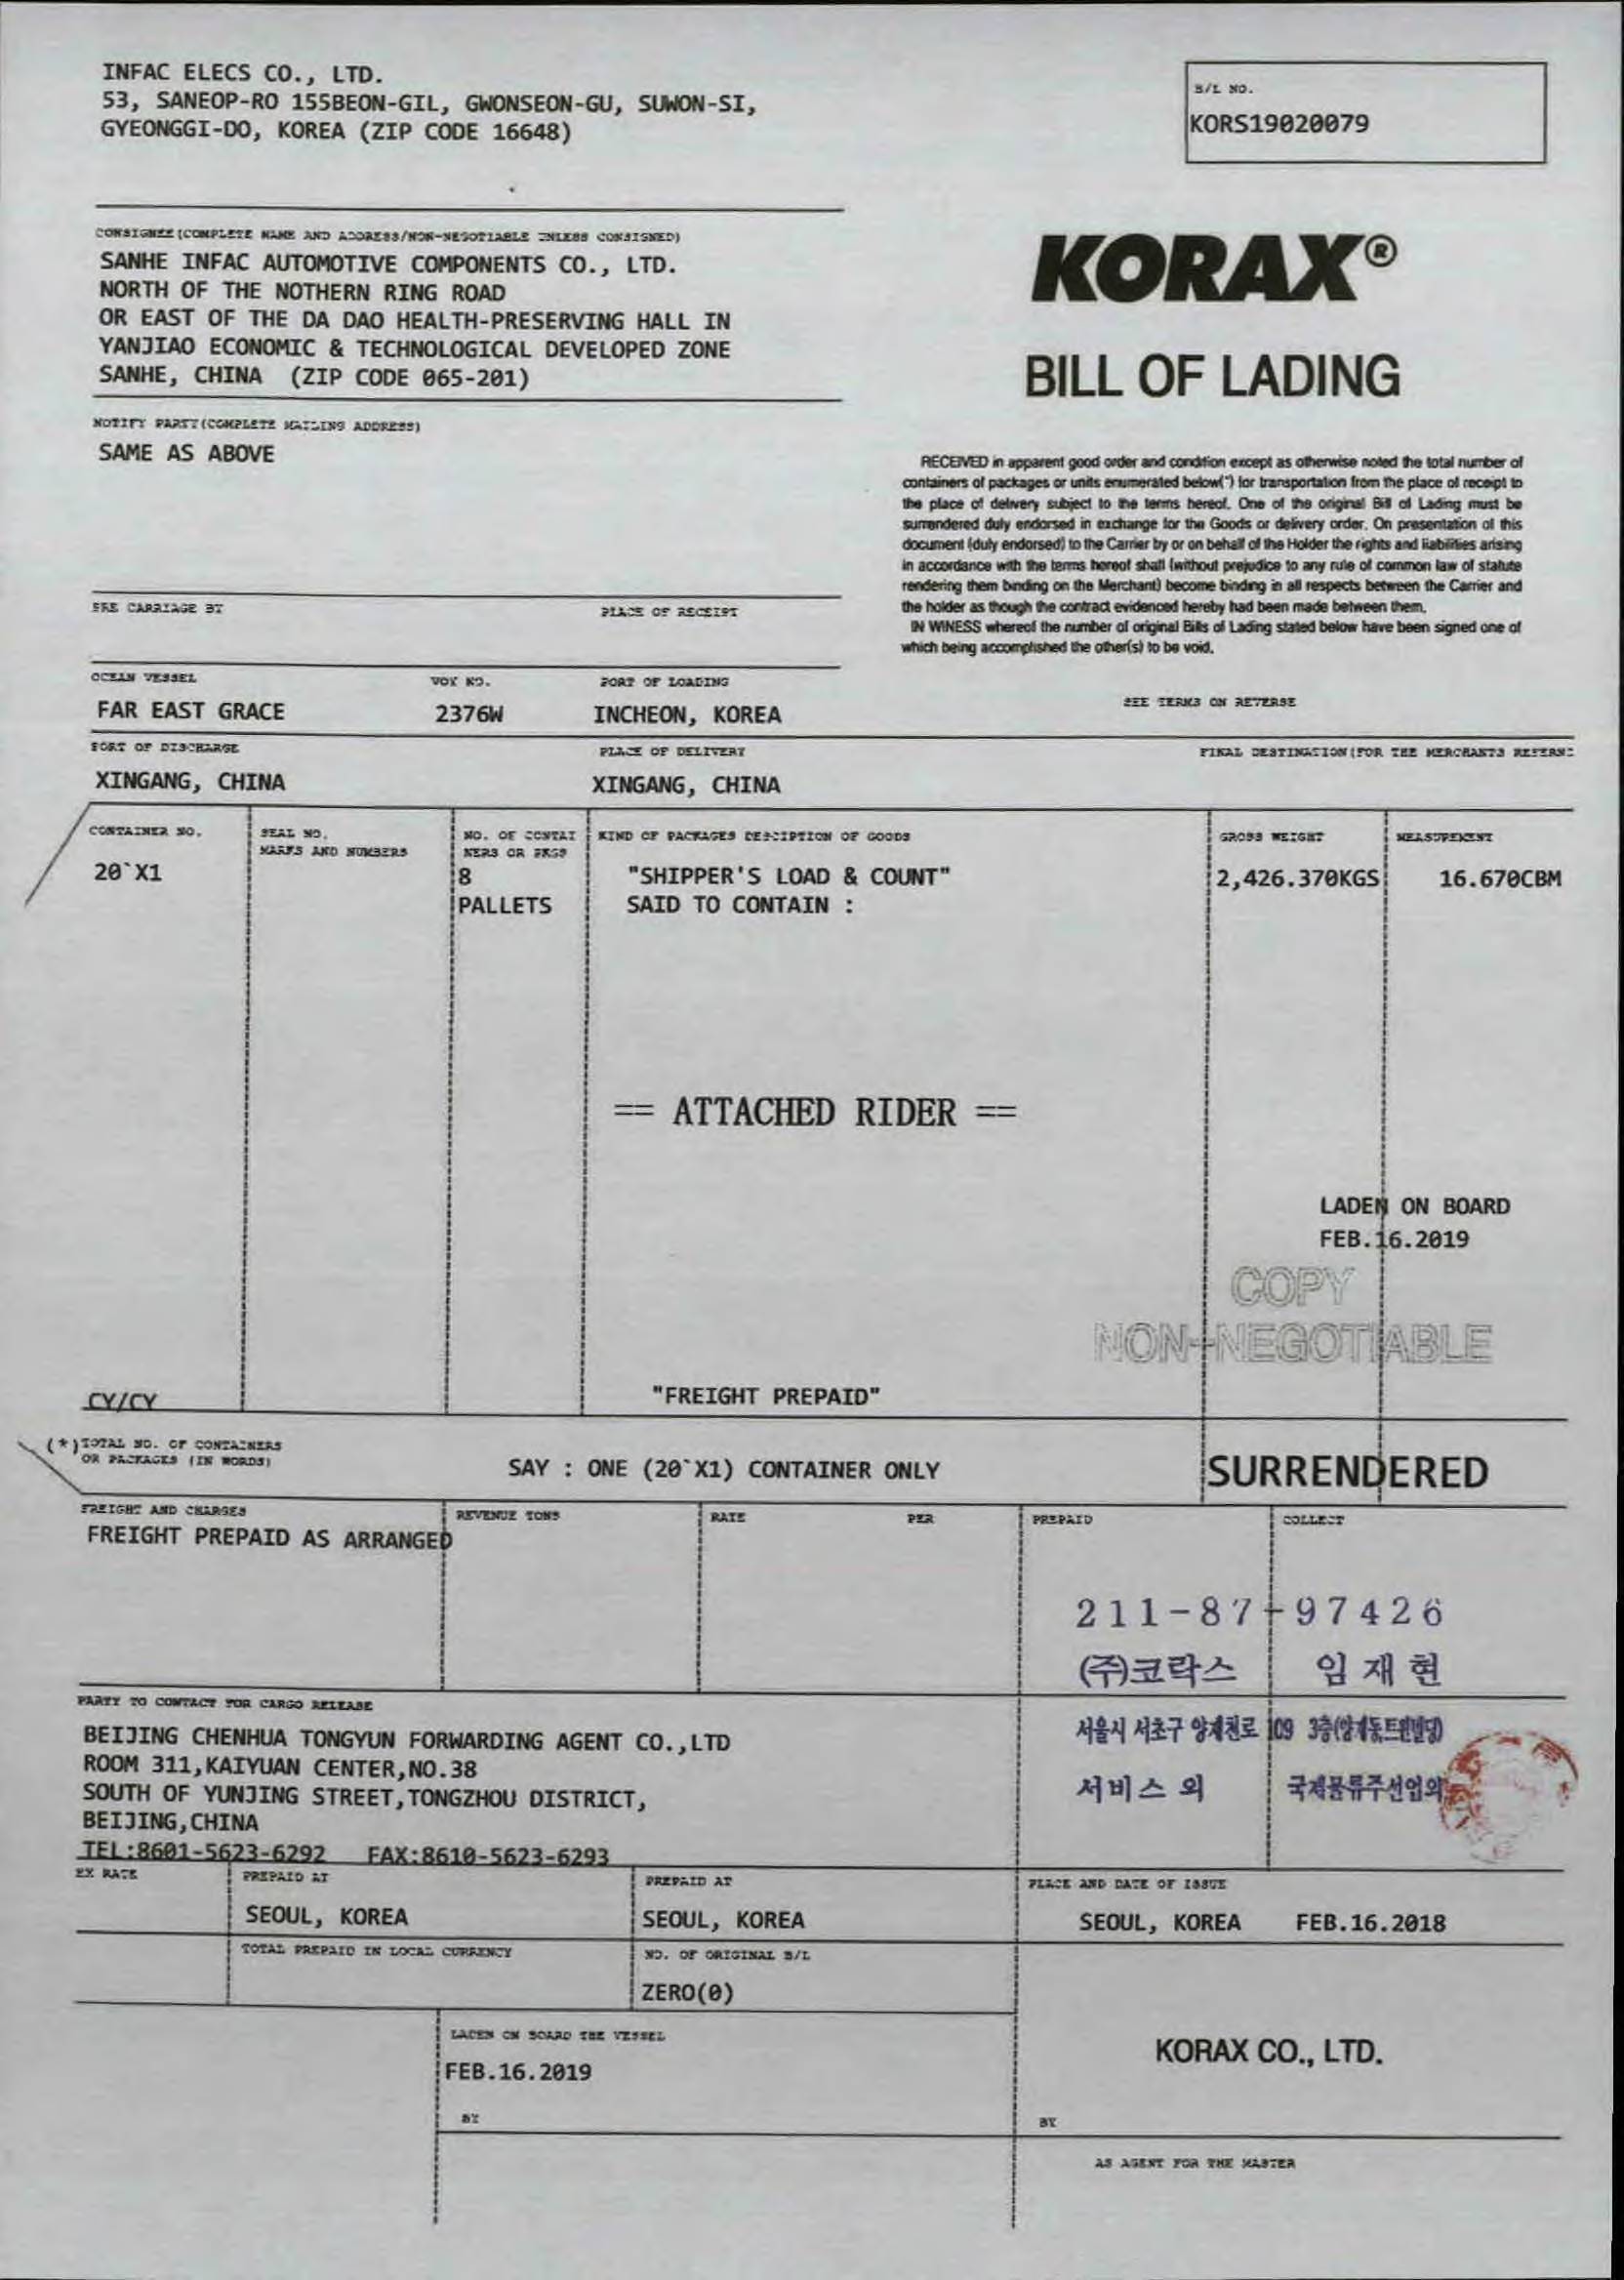 INFAC ELECS CO., LTD.
53, SANEOP-RO 155BEON-GIL, GWONSEON-GU, SUWON-SI,
GYEONGGI-DO, KOREA (ZIP CODE 16648)
B/L NO.
KORS19020079
CONSIGNEE(COMPLETE NAME AND ADDRESS/NON-NEGOTIABLE UNLESS CONSIGNED)
SANHE INFAC AUTOMOTIVE COMPONENTS CO., LTD.
NORTH OF THE NOTHERN RING ROAD
OR EAST OF THE DA DAO HEALTH-PRESERVING HALL IN
YANJIAO ECONOMIC & TECHNOLOGICAL DEVELOPED ZONE
SANHE, CHINA (ZIP CODE 065-201)
KORAX®
BILL OF LADING
NOTIFY PARTY(COMPLETE MAILING ADDRESS)
SAME AS ABOVE
RECEIVED in apparent good order and condition except as otherwise noted the total number of
containers of packages or units enumerated below(*) for transportation from the place of receipt to
the place of delivery subject to the terms hereof. One of the original Bill of Lading must be
surrendered duly endorsed in exchange for the Goods or delivery order. On presentation of this
document (duly endorsed) to the Carrier by or on behalf of the Holder the rights and liabilities arising
in accordance with the terms hereof shall (without prejudice to any rule of common law of statute
rendering them binding on the Merchant) become binding in all respects between the Carrier and
the holder as though the contract evidenced hereby had been made between them.
IN WINESS whereof the number of original Bills of Lading stated below have been signed one of
which being accomplished the other(s) to be void.
PRE CARRIAGE BY PLACE OF RECEIPT
OCEAN VESSEL VOY NO. PORT OF LOADING
FAR EAST GRACE 2376W INCHEON, KOREA
SEE TERMS ON REVERSE
PORT OF DISCHARGE PLACE OF DELIVERY FINAL DESTINATION(FOR THE MERCHANTS REFERNC
XINGANG, CHINA XINGANG, CHINA
CONTAINER NO. SEAL NO. NO. OF CONTAI KIND OF PACKAGES DESCIPTION OF GOODS GROSS WEIGHT MEASUREMENT
MARKS AND NUMBERS NERS OR PKGS
20`X1 8 "SHIPPER'S LOAD & COUNT" 2,426.370KGS 16.670CBM
PALLETS SAID TO CONTAIN :
== ATTACHED RIDER ==
LADEN ON BOARD
FEB.16.2019
COPY
NON-NEGOTIABLE
CY/CY "FREIGHT PREPAID"
(*)TOTAL NO. OF CONTAINERS
OR PACKAGES (IN WORDS)
SAY : ONE (20`X1) CONTAINER ONLY SURRENDERED
FREIGHT AND CHARGES REVENUE TONS RATE PER PREPAID COLLECT
FREIGHT PREPAID AS ARRANGED
211-87-97426
(주)코락스 임재현
PARTY TO CONTACT FOR CARGO RELEASE
서울시 서초구 양재천로 109 3층(양재동,트윈빌딩)
서비스 외 국제물류주선업외
BEIJING CHENHUA TONGYUN FORWARDING AGENT CO.,LTD
ROOM 311,KAIYUAN CENTER,NO.38
SOUTH OF YUNJING STREET,TONGZHOU DISTRICT,
BEIJING,CHINA
TEL:8601-5623-6292 FAX:8610-5623-6293
EX RATE PREPAID AT PREPAID AT PLACE AND DATE OF ISSUE
SEOUL, KOREA SEOUL, KOREA SEOUL, KOREA FEB.16.2018
TOTAL PREPAID IN LOCAL CURRENCY NO. OF ORIGINAL B/L
ZERO(0)
LADEN ON BOARD THE VESSEL
FEB.16.2019
KORAX CO., LTD.
BY BY
AS AGENT FOR THE MASTER